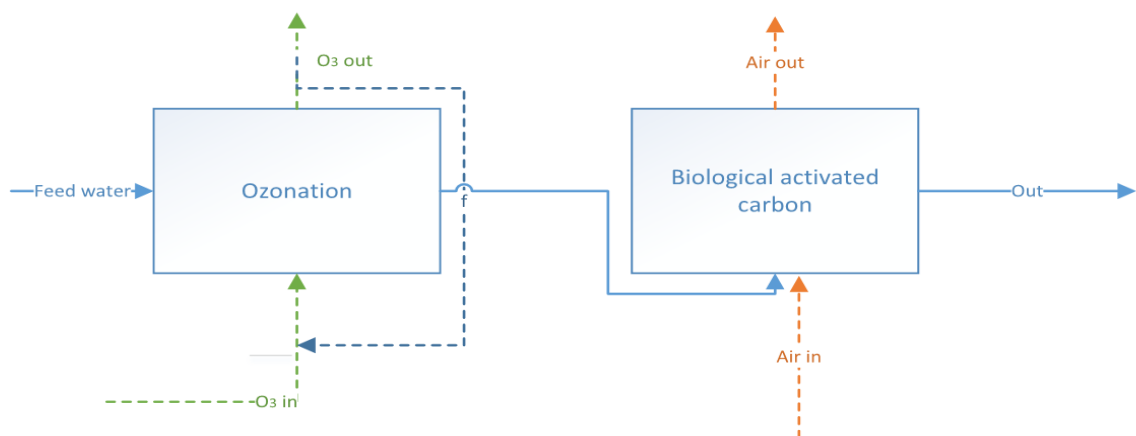 O3 out
Air out
Feed water
Ozonation
f
Biological activated
carbon
Out
Air in
O3 in